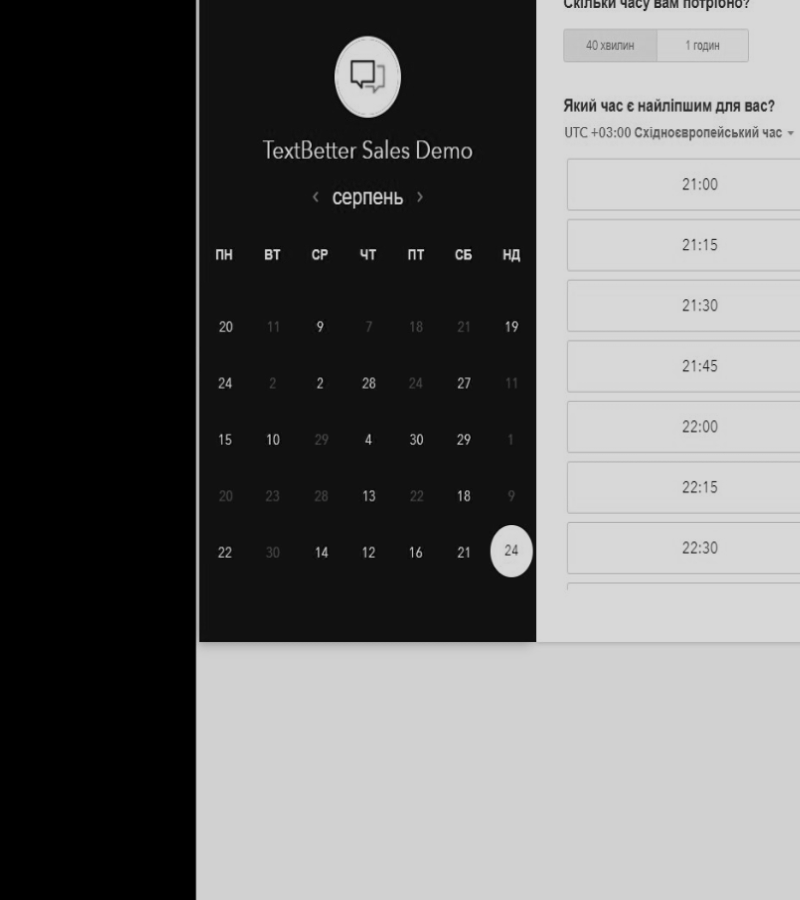 TextBetter Sales Demo
‹ серпень ›
ПН ВТ СР ЧТ ПТ СБ НД
20 11 9 7 18 21 19
24 2 2 28 24 27 11
15 10 29 4 30 29 1
20 23 28 13 22 18 9
22 30 14 12 16 21 24
Скільки часу вам потрібно?
40 хвилин 1 годин
Який час є найліпшим для вас?
UTC +03:00 Східноєвропейський час
21:00
21:15
21:30
21:45
22:00
22:15
22:30